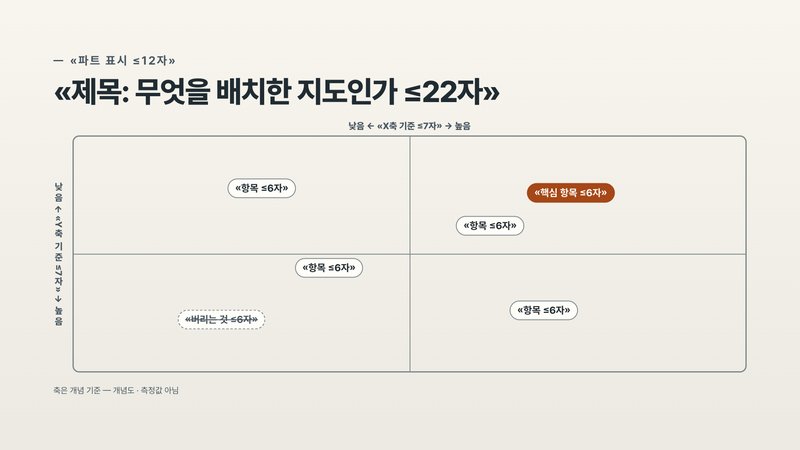 — «파트 표시 ≤12자»
«제목: 무엇을 배치한 지도인가 ≤22자»
낮음 ← «X축 기준 ≤7자» → 높음
낮음 ← «Y축 기준 ≤7자» → 높음
«항목 ≤6자»
«핵심 항목 ≤6자»
«항목 ≤6자»
«항목 ≤6자»
«버리는 것 ≤6자»
«항목 ≤6자»
축은 개념 기준 — 개념도 · 측정값 아님